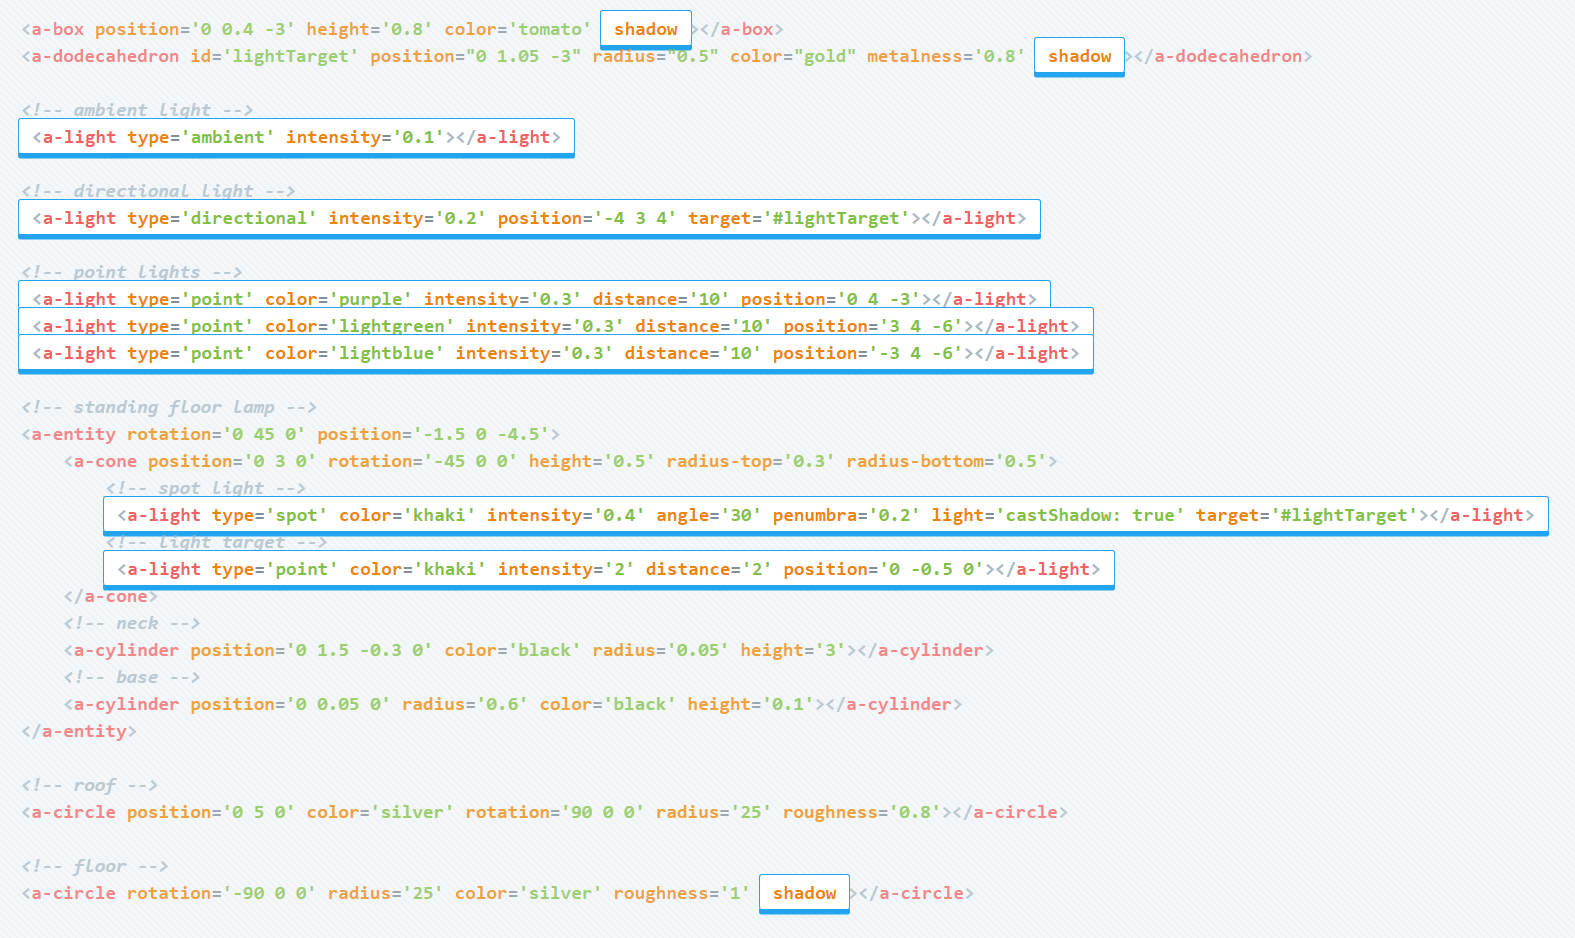 <a-box position='0 0.4 -3' height='0.8' color='tomato' shadow></a-box>
<a-dodecahedron id='lightTarget' position="0 1.05 -3" radius="0.5" color="gold" metalness='0.8' shadow></a-dodecahedron>
<!-- ambient light -->
<a-light type='ambient' intensity='0.1'></a-light>
<!-- directional light -->
<a-light type='directional' intensity='0.2' position='-4 3 4' target='#lightTarget'></a-light>
<!-- point lights -->
<a-light type='point' color='purple' intensity='0.3' distance='10' position='0 4 -3'></a-light>
<a-light type='point' color='lightgreen' intensity='0.3' distance='10' position='3 4 -6'></a-light>
<a-light type='point' color='lightblue' intensity='0.3' distance='10' position='-3 4 -6'></a-light>
<!-- standing floor lamp -->
<a-entity rotation='0 45 0' position='-1.5 0 -4.5'>
<a-cone position='0 3 0' rotation='-45 0 0' height='0.5' radius-top='0.3' radius-bottom='0.5'>
<!-- spot light -->
<a-light type='spot' color='khaki' intensity='0.4' angle='30' penumbra='0.2' light='castShadow: true' target='#lightTarget'></a-light>
<!-- light target -->
<a-light type='point' color='khaki' intensity='2' distance='2' position='0 -0.5 0'></a-light>
</a-cone>
<!-- neck -->
<a-cylinder position='0 1.5 -0.3 0' color='black' radius='0.05' height='3'></a-cylinder>
<!-- base -->
<a-cylinder position='0 0.05 0' radius='0.6' color='black' height='0.1'></a-cylinder>
</a-entity>
<!-- roof -->
<a-circle position='0 5 0' color='silver' rotation='90 0 0' radius='25' roughness='0.8'></a-circle>
<!-- floor -->
<a-circle rotation='-90 0 0' radius='25' color='silver' roughness='1' shadow></a-circle>